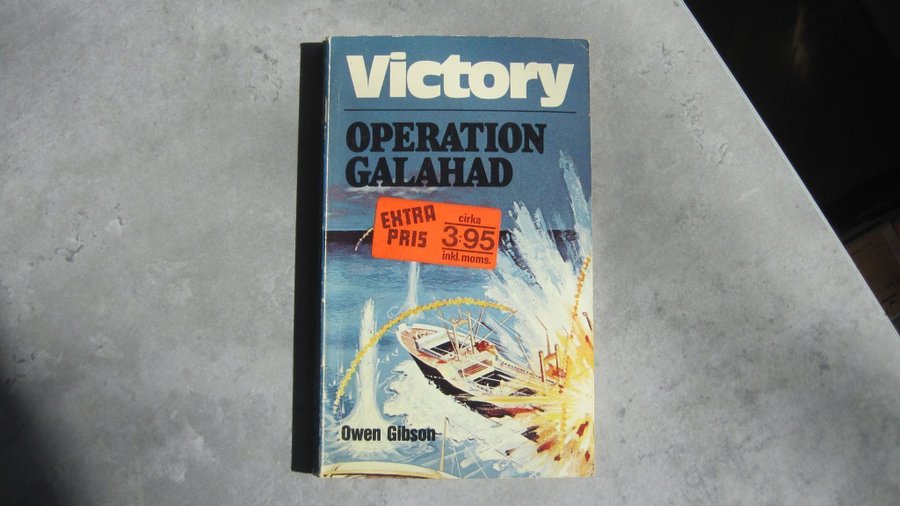 Victory
OPERATION
GALAHAD
EXTRA
PRIS
cirka
3:95
inkl. moms.
Owen Gibson